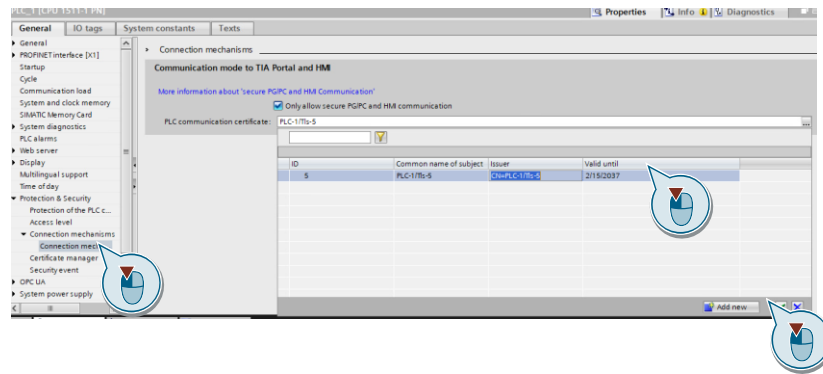 PLC_1 [CPU 1511-1 PN]
Properties Info Diagnostics
General IO tags System constants Texts
General
PROFINET interface [X1]
Startup
Cycle
Communication load
System and clock memory
SIMATIC Memory Card
System diagnostics
PLC alarms
Web server
Display
Multilingual support
Time of day
Protection & Security
Protection of the PLC c...
Access level
Connection mechanisms
Connection
Certificate manager
Security event
OPC UA
System power supply
Connection mechanisms
Communication mode to TIA Portal and HMI
More information about 'secure PG/PC and HMI Communication'
Only allow secure PG/PC and HMI communication
PLC communication certificate: PLC-1/Tls-5 ...
ID Common name of subject Issuer Valid until
5 PLC-1/Tls-5 CN=PLC-1/Tls-5 2/15/2037
Add new